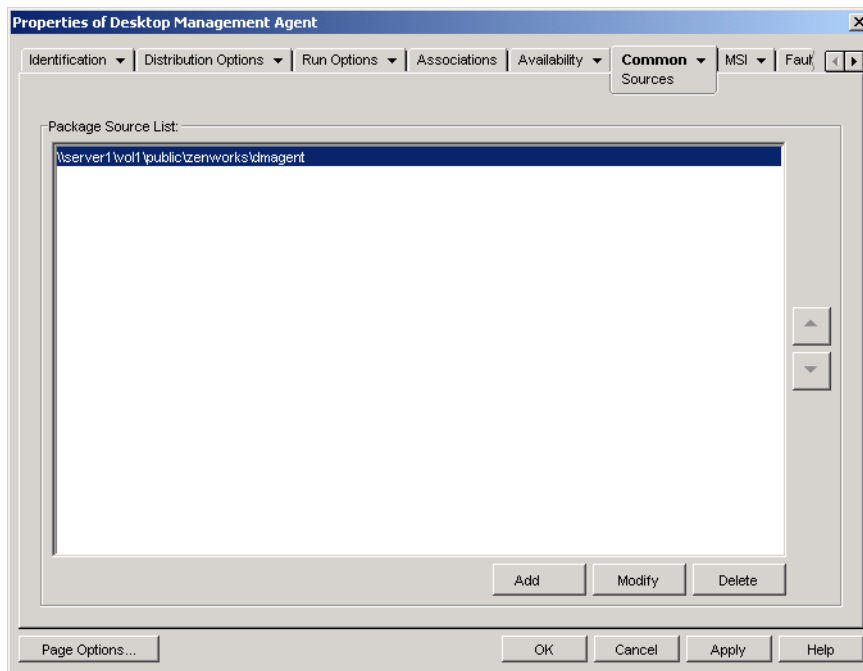 Properties of Desktop Management Agent
Identification Distribution Options Run Options Associations Availability Common MSI Faul
Sources
Package Source List:
\\server1\vol1\public\zenworks\dmagent
Add Modify Delete
Page Options... OK Cancel Apply Help